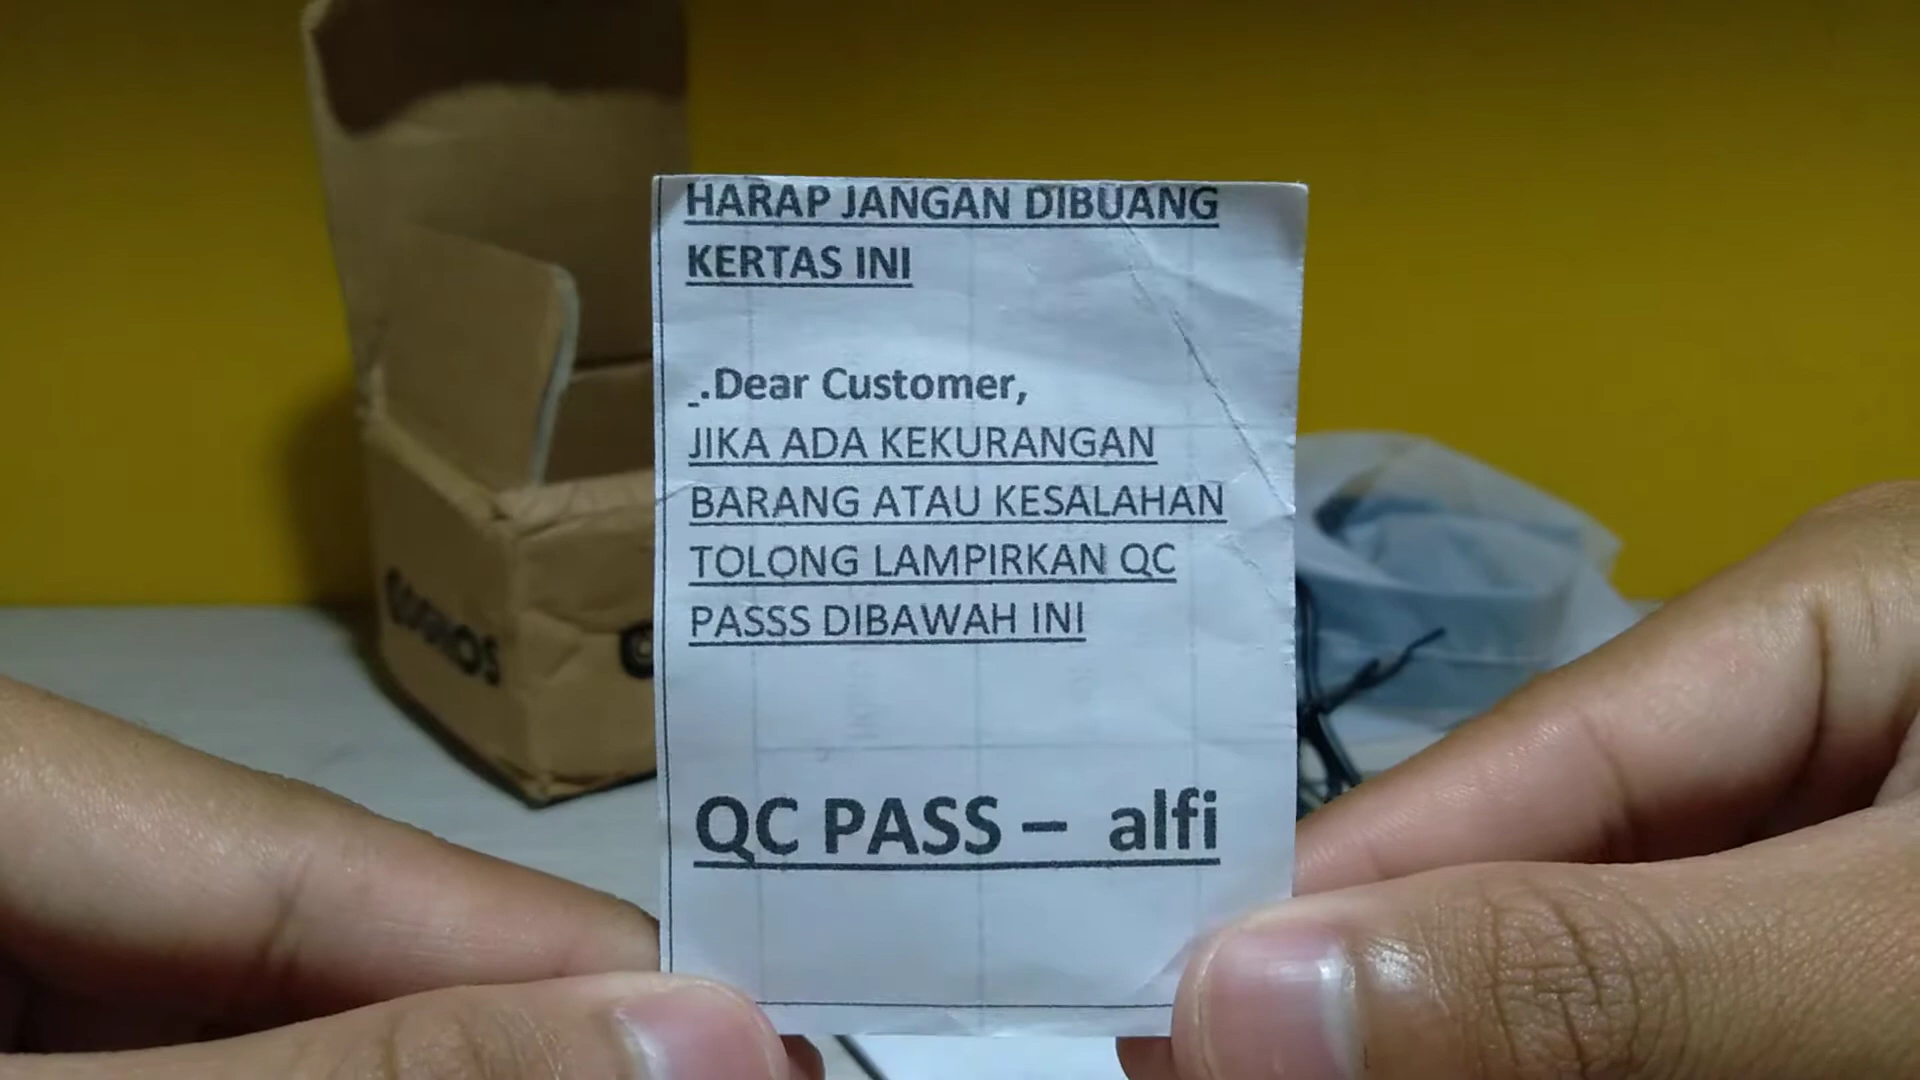 HARAP JANGAN DIBUANG
KERTAS INI
_.Dear Customer,
JIKA ADA KEKURANGAN
BARANG ATAU KESALAHAN
TOLONG LAMPIRKAN QC
PASSS DIBAWAH INI
QC PASS – alfi